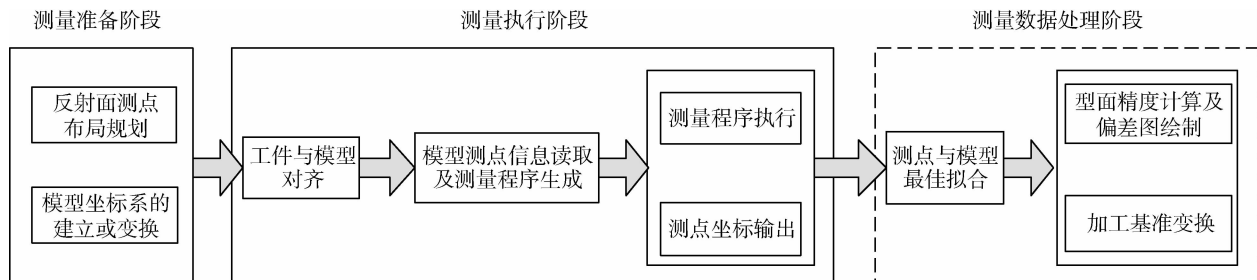 测量准备阶段
测量执行阶段
测量数据处理阶段
反射面测点
布局规划
模型坐标系的
建立或变换
工件与模型
对齐
模型测点信息读取
及测量程序生成
测量程序执行
测点坐标输出
测点与模型
最佳拟合
型面精度计算及
偏差图绘制
加工基准变换